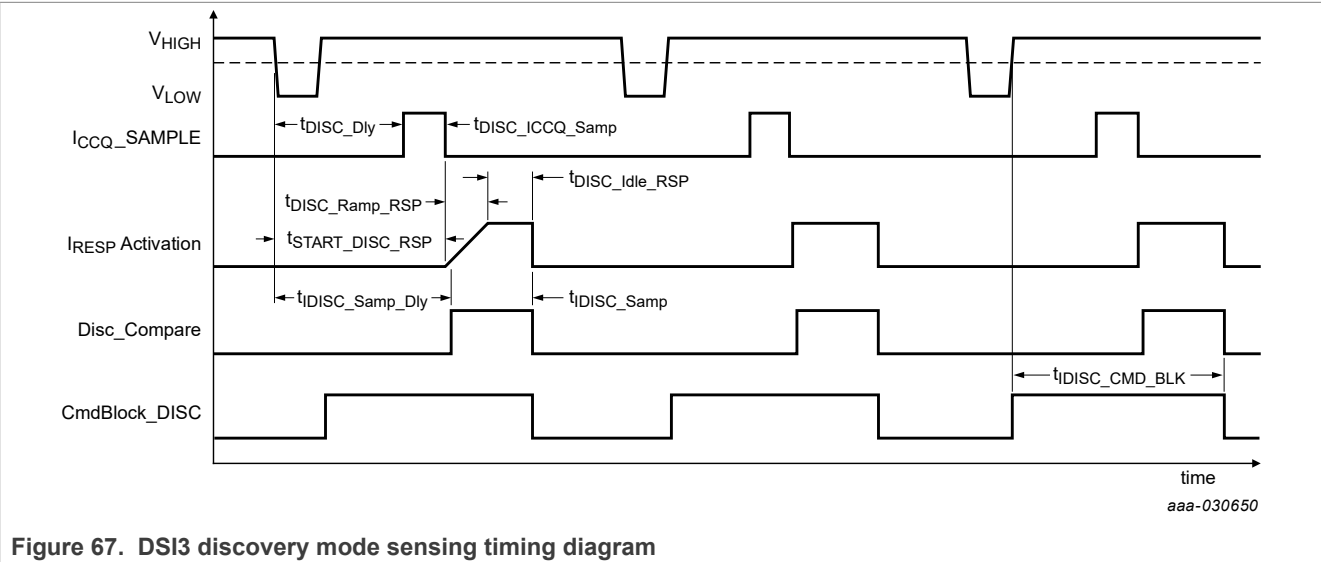 VHIGH
VLOW
ICCQ_SAMPLE
tDISC_Dly
tDISC_ICCQ_Samp
tDISC_Idle_RSP
tDISC_Ramp_RSP
IRESP Activation
tSTART_DISC_RSP
tIDISC_Samp_Dly
tIDISC_Samp
Disc_Compare
tIDISC_CMD_BLK
CmdBlock_DISC
time
aaa-030650
Figure 67. DSI3 discovery mode sensing timing diagram